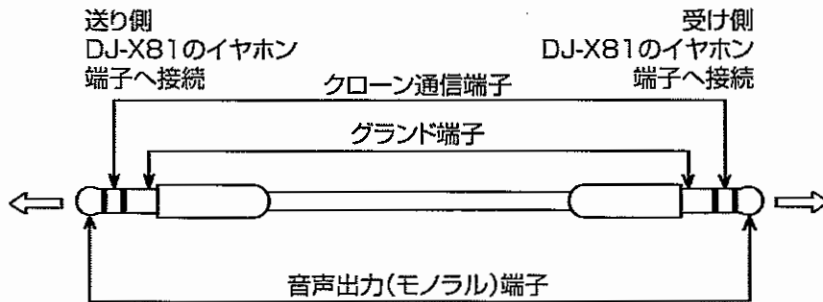 送り側
DJ-X81のイヤホン
端子へ接続
受け側
DJ-X81のイヤホン
端子へ接続
クローン通信端子
グランド端子
音声出力(モノラル)端子